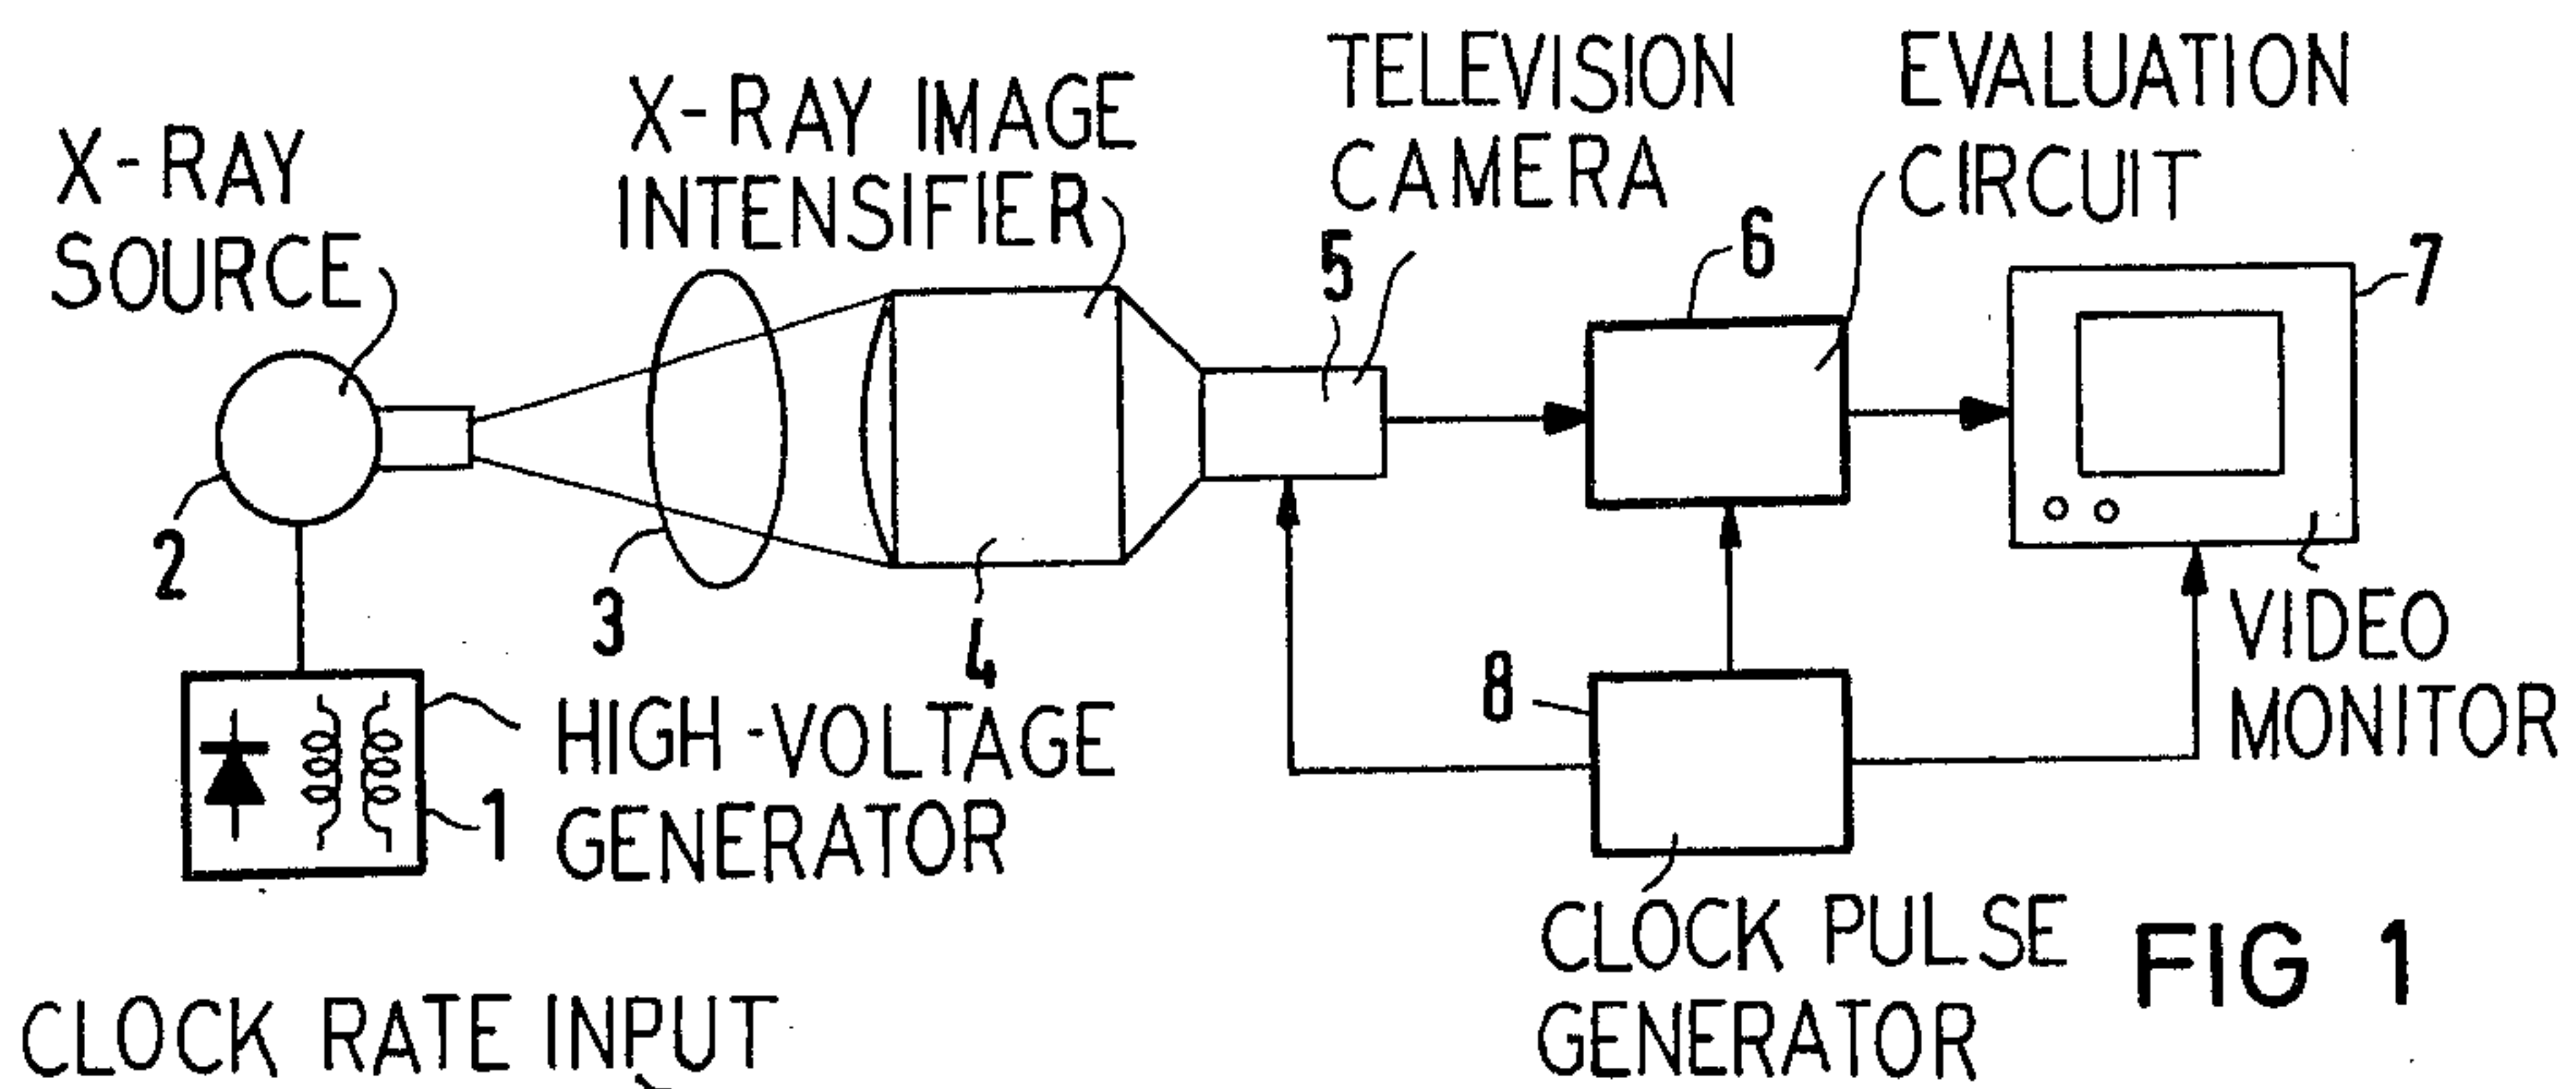 X-RAY
SOURCE
X-RAY IMAGE
INTENSIFIER
TELEVISION
CAMERA
EVALUATION
CIRCUIT
5
6
7
2
3
4
8
1
HIGH-VOLTAGE
GENERATOR
VIDEO
MONITOR
CLOCK PULSE
GENERATOR
FIG 1
CLOCK RATE INPUT